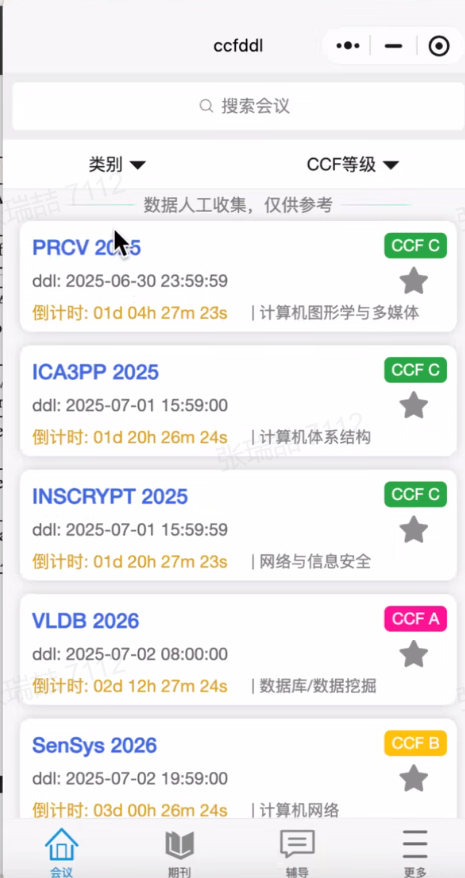 ccfddl
搜索会议
类别 CCF等级
数据人工收集，仅供参考
PRCV 2025 CCF C
ddl: 2025-06-30 23:59:59
倒计时: 01d 04h 27m 23s | 计算机图形学与多媒体
ICA3PP 2025 CCF C
ddl: 2025-07-01 15:59:00
倒计时: 01d 20h 26m 24s | 计算机体系结构
INSCRYPT 2025 CCF C
ddl: 2025-07-01 15:59:59
倒计时: 01d 20h 27m 23s | 网络与信息安全
VLDB 2026 CCF A
ddl: 2025-07-02 08:00:00
倒计时: 02d 12h 27m 24s | 数据库/数据挖掘
SenSys 2026 CCF B
ddl: 2025-07-02 19:59:00
倒计时: 03d 00h 26m 24s | 计算机网络
会议 期刊 辅导 更多
张瑞喆 7112